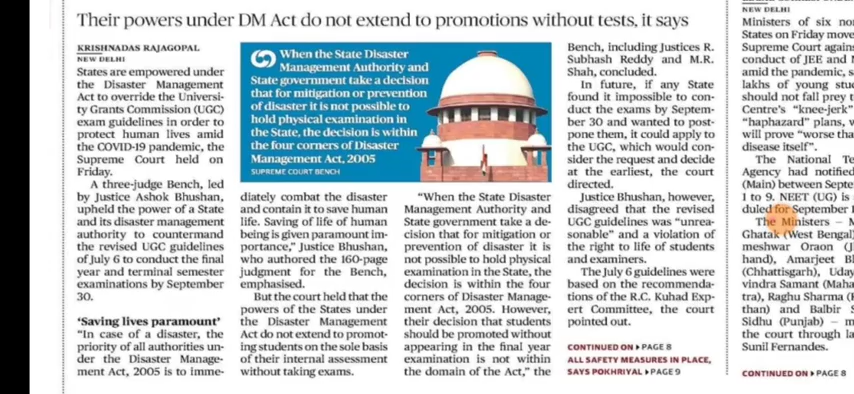 Their powers under DM Act do not extend to promotions without tests, it says
KRISHNADAS RAJAGOPAL
NEW DELHI
States are empowered under
the Disaster Management
Act to override the Universi-
ty Grants Commission (UGC)
exam guidelines in order to
protect human lives amid
the COVID-19 pandemic, the
Supreme Court held on
Friday.
A three-judge Bench, led
by Justice Ashok Bhushan,
upheld the power of a State
and its disaster management
authority to countermand
the revised UGC guidelines
of July 6 to conduct the final
year and terminal semester
examinations by September
30.
‘Saving lives paramount’
“In case of a disaster, the
priority of all authorities un-
der the Disaster Manage-
ment Act, 2005 is to imme-
When the State Disaster
Management Authority and
State government take a decision
that for mitigation or prevention
of disaster it is not possible to
hold physical examination in
the State, the decision is within
the four corners of Disaster
Management Act, 2005
SUPREME COURT BENCH
diately combat the disaster
and contain it to save human
life. Saving of life of human
being is given paramount im-
portance,” Justice Bhushan,
who authored the 160-page
judgment for the Bench,
emphasised.
But the court held that the
powers of the States under
the Disaster Management
Act do not extend to promot-
ing students on the sole basis
of their internal assessment
without taking exams.
“When the State Disaster
Management Authority and
State government take a de-
cision that for mitigation or
prevention of disaster it is
not possible to hold physical
examination in the State, the
decision is within the four
corners of Disaster Manage-
ment Act, 2005. However,
their decision that students
should be promoted without
appearing in the final year
examination is not within
the domain of the Act,” the
Bench, including Justices R.
Subhash Reddy and M.R.
Shah, concluded.
In future, if any State
found it impossible to con-
duct the exams by Septem-
ber 30 and wanted to post-
pone them, it could apply to
the UGC, which would con-
sider the request and decide
at the earliest, the court
directed.
Justice Bhushan, however,
disagreed that the revised
UGC guidelines was “unrea-
sonable” and a violation of
the right to life of students
and examiners.
The July 6 guidelines were
based on the recommenda-
tions of the R.C. Kuhad Exp-
ert Committee, the court
pointed out.
CONTINUED ON ▸ PAGE 8
ALL SAFETY MEASURES IN PLACE,
SAYS POKHRIYAL ▸ PAGE 9
NEW DELHI
Ministers of six
States on Friday
Supreme Court
conduct of JEE and
amid the pandemic,
lakhs of young
should not fall prey
Centre’s “knee-jerk”
“haphazard” plans,
will prove “worse
disease itself”.
The National
Agency had notified
(Main) between
1 to 9. NEET (UG) is
duled for September
The Ministers –
Ghatak (West Bengal)
meshwar Oraon
hand), Amarjeet
(Chhattisgarh),
vindra Samant
tra), Raghu Sharma
than) and Balbir
Sidhu (Punjab) –
the court through
Sunil Fernandes.
CONTINUED ON ▸ PAGE 8